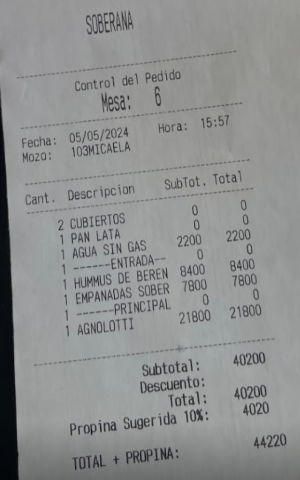 SOBERANA
Control del Pedido
Mesa: 6
Fecha: 05/05/2024 Hora: 15:57
Mozo: 103MICAELA
Cant. Descripcion SubTot. Total
2 CUBIERTOS 0 0
1 PAN LATA 0 0
1 AGUA SIN GAS 2200 2200
1 ------ENTRADA-- 0 0
1 HUMMUS DE BEREN 8400 8400
1 EMPANADAS SOBER 7800 7800
1 ------PRINCIPAL 0 0
1 AGNOLOTTI 21800 21800
Subtotal: 40200
Descuento:
Total: 40200
Propina Sugerida 10%: 4020
TOTAL + PROPINA: 44220